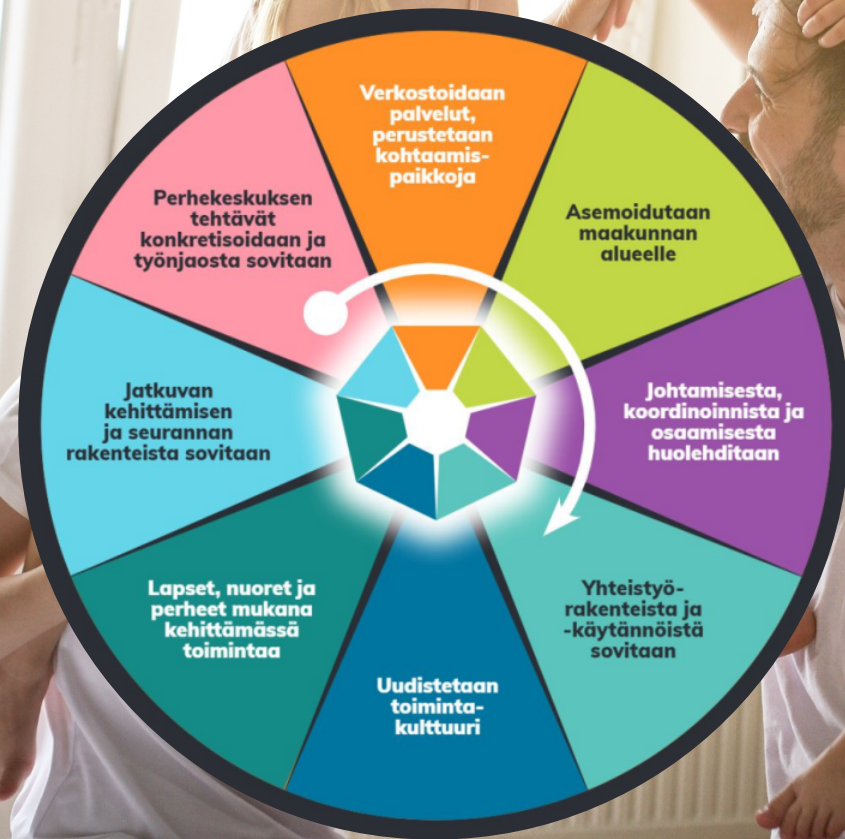 Verkostoidaan
palvelut,
perustetaan
kohtaamis-
paikkoja
Asemoidutaan
maakunnan
alueelle
Johtamisesta,
koordinoinnista ja
osaamisesta
huolehditaan
Yhteistyö-
rakenteista ja
-käytännöistä
sovitaan
Uudistetaan
toiminta-
kulttuuri
Lapset, nuoret ja
perheet mukana
kehittämässä
toimintaa
Jatkuvan
kehittämisen
ja seurannan
rakenteista sovitaan
Perhekeskuksen
tehtävät
konkretisoidaan ja
työnjaosta sovitaan